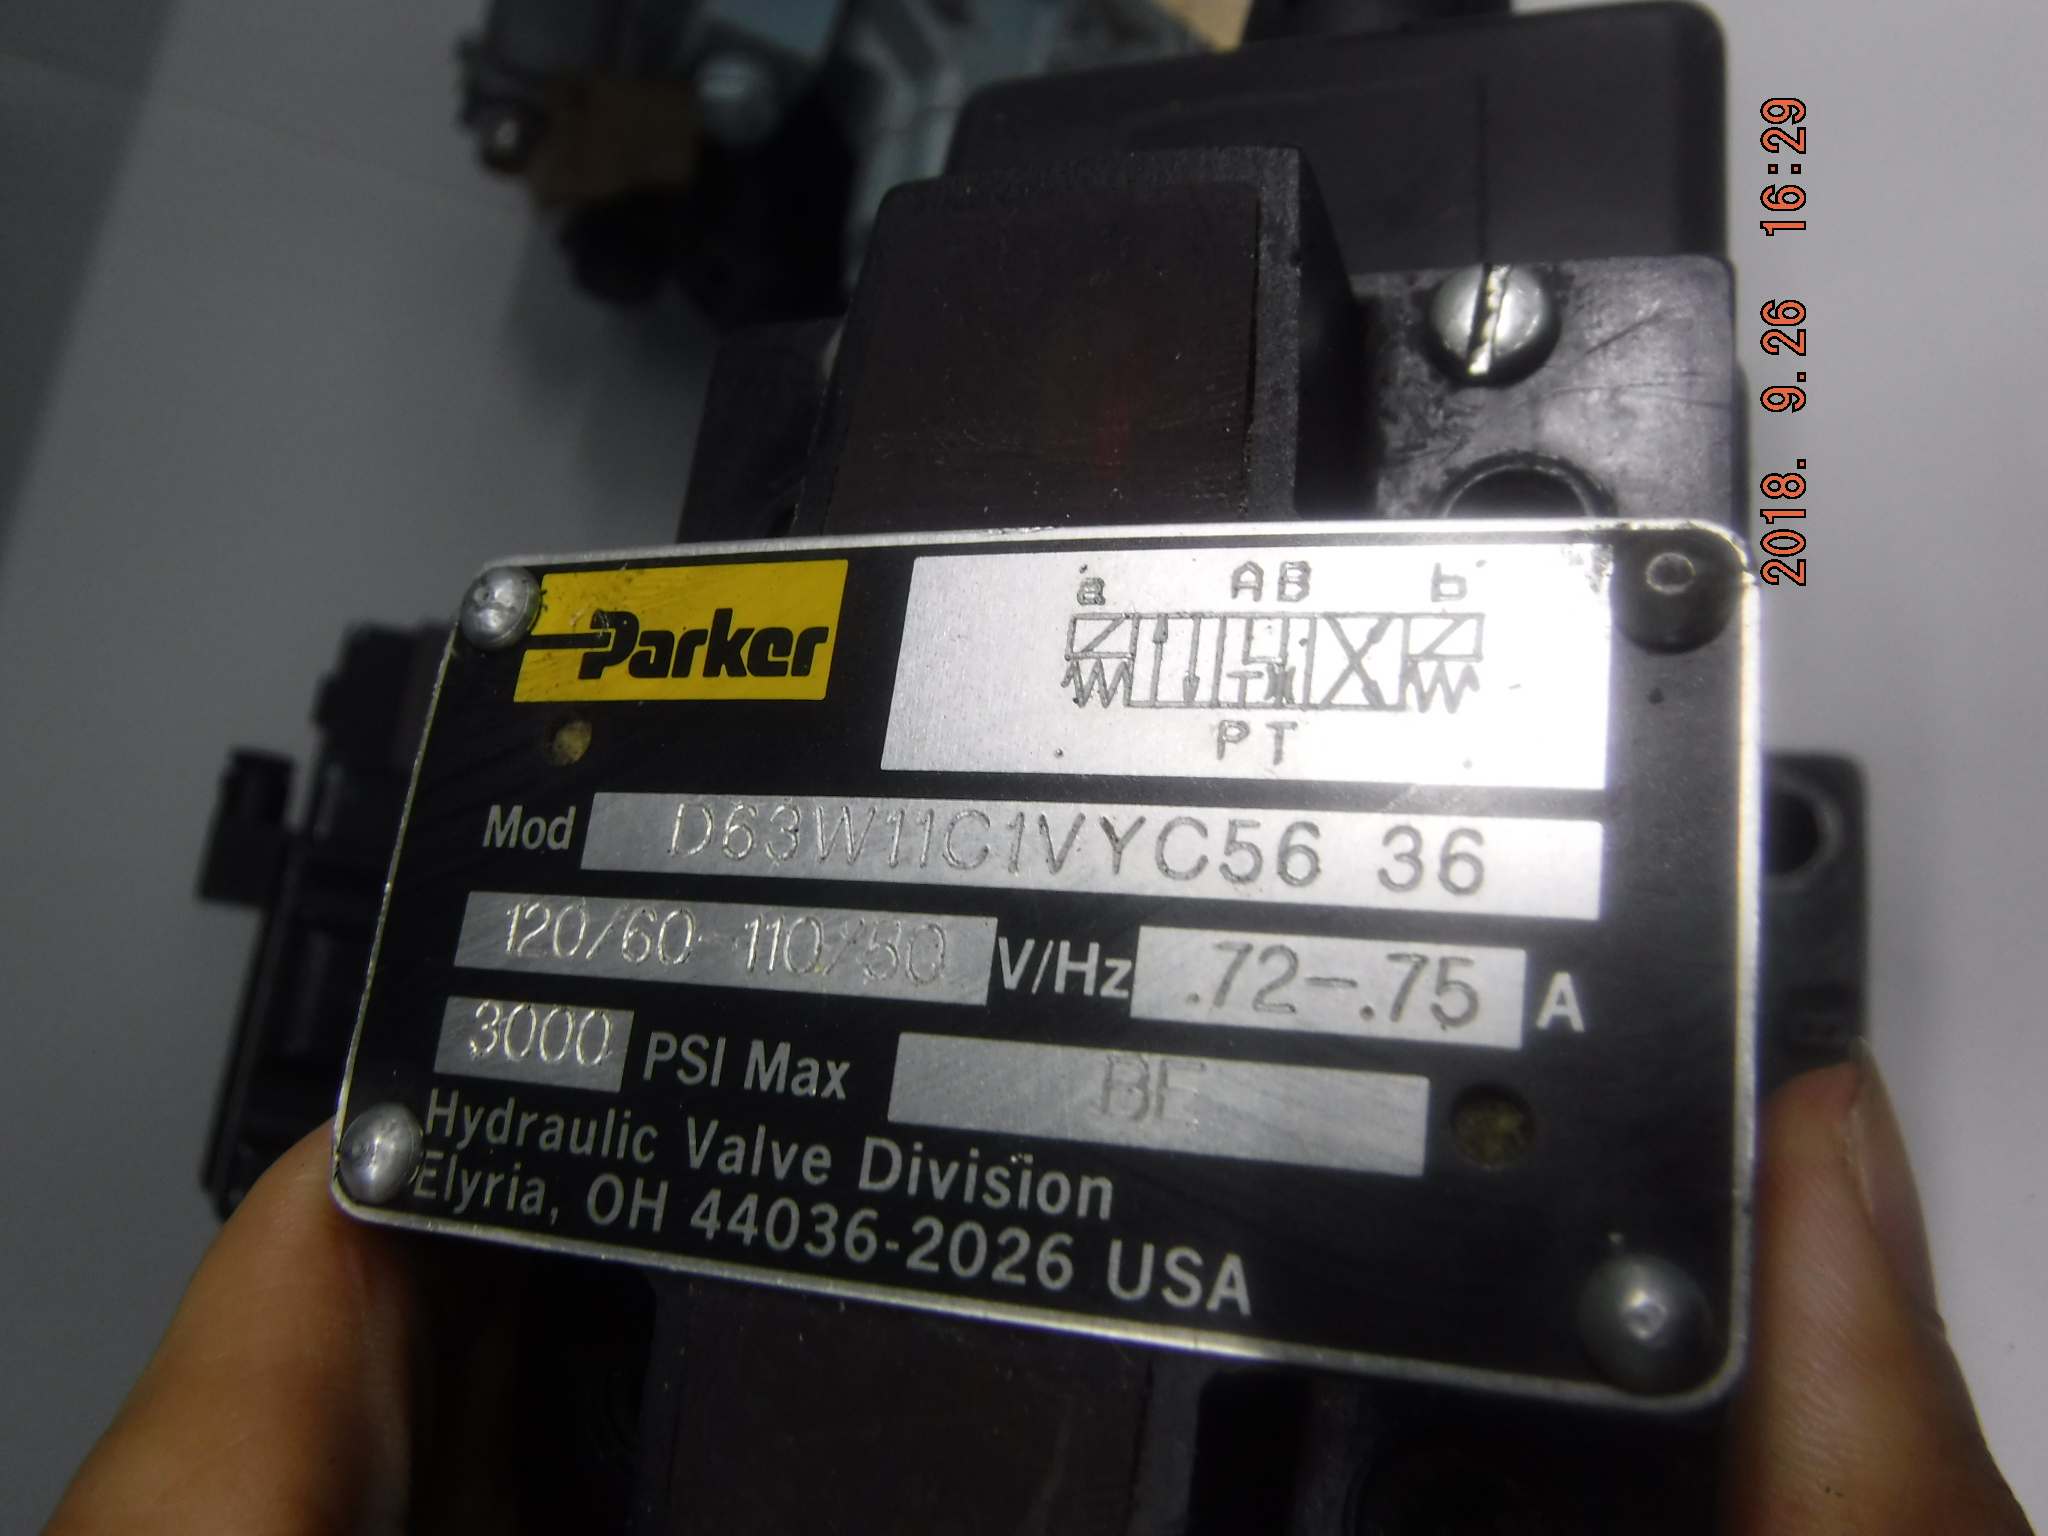 Parker
a AB b
PT
Mod D63W11C1VYC56 36
120/60-110/50 V/Hz .72-.75 A
3000 PSI Max BE
Hydraulic Valve Division
Elyria, OH 44036-2026 USA
2018. 9.26 16:29